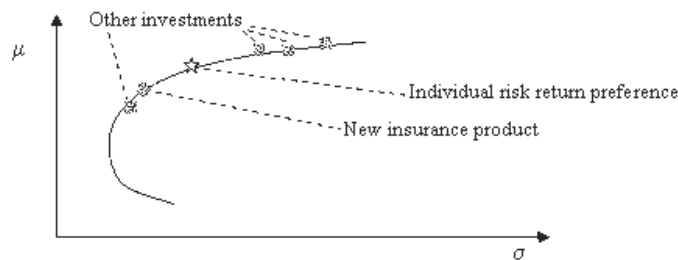 Other investments
μ
Individual risk return preference
New insurance product
σ